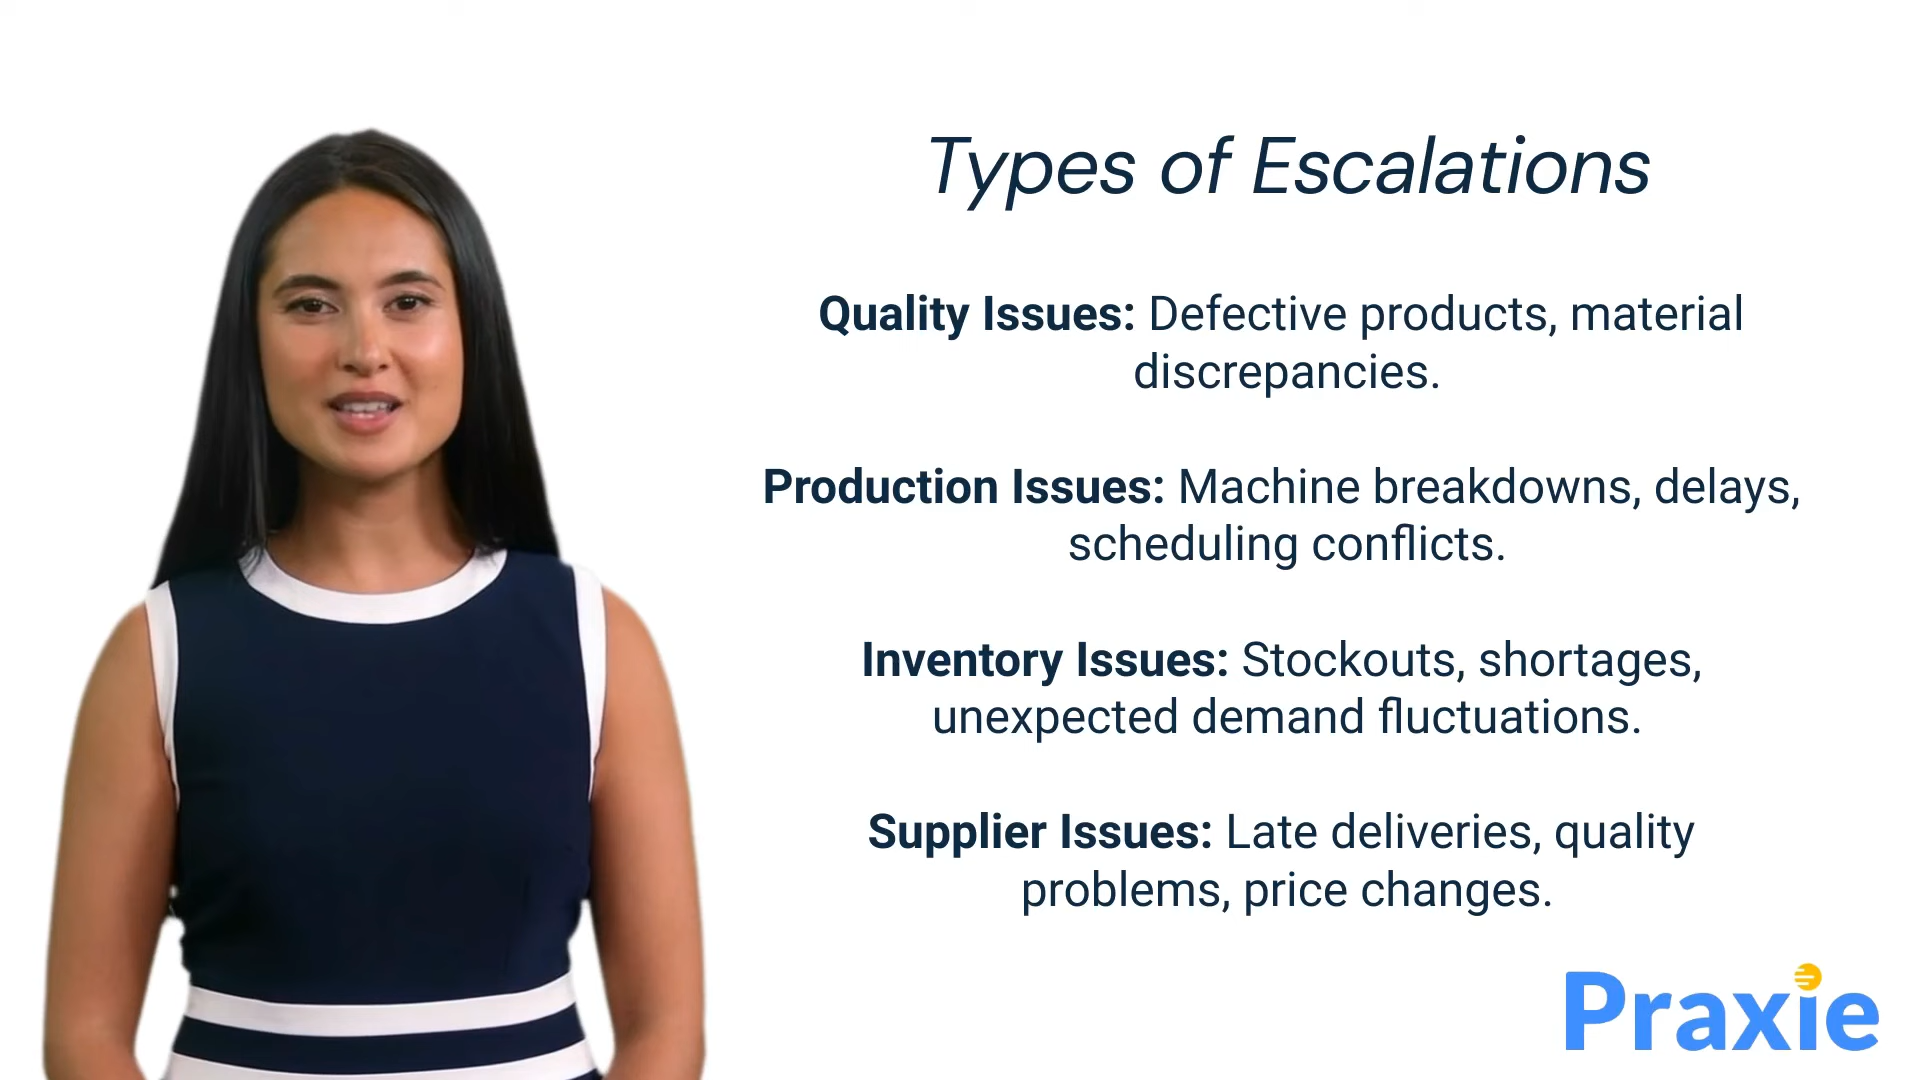 Types of Escalations
Quality Issues: Defective products, material
discrepancies.
Production Issues: Machine breakdowns, delays,
scheduling conflicts.
Inventory Issues: Stockouts, shortages,
unexpected demand fluctuations.
Supplier Issues: Late deliveries, quality
problems, price changes.
Praxie